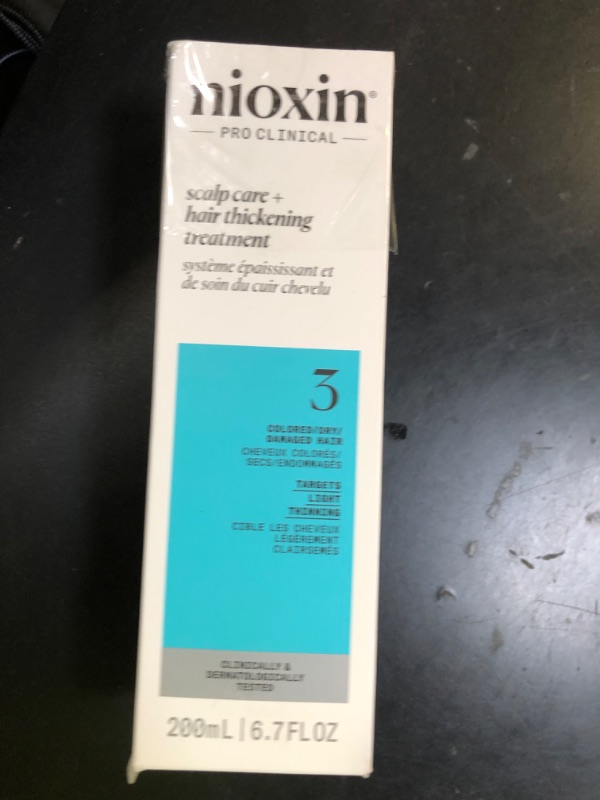 nioxin®
PRO CLINICAL
scalp care +
hair thickening
treatment
système épaississant et
de soin du cuir chevelu
3
COLORED/DRY/
DAMAGED HAIR
CHEVEUX COLORÉS/
SECS/ENDOMMAGÉS
TARGETS
LIGHT
THINNING
CIBLE LES CHEVEUX
LÉGÈREMENT
CLAIRSEMÉS
CLINICALLY &
DERMATOLOGICALLY
TESTED
200mL | 6.7 FL OZ